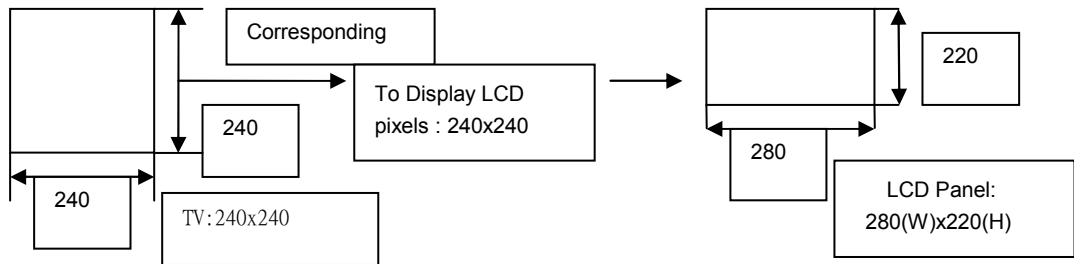 Corresponding
To Display LCD
pixels : 240x240
240
240
TV:240x240
220
280
LCD Panel:
280(W)x220(H)